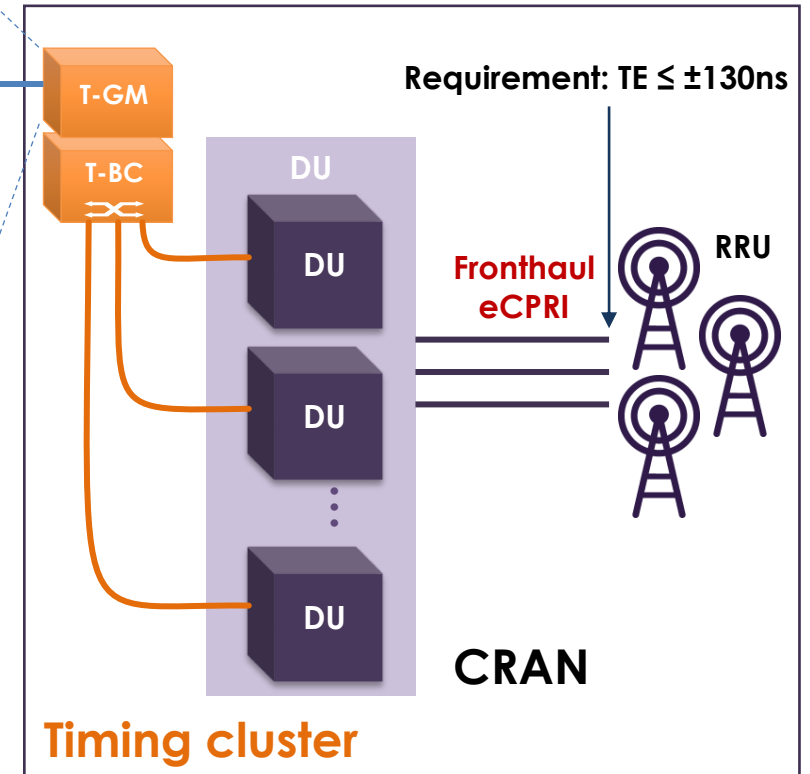 T-GM
T-BC
Requirement: TE ≤ ±130ns
DU
DU
Fronthaul
eCPRI
RRU
DU
DU
CRAN
Timing cluster